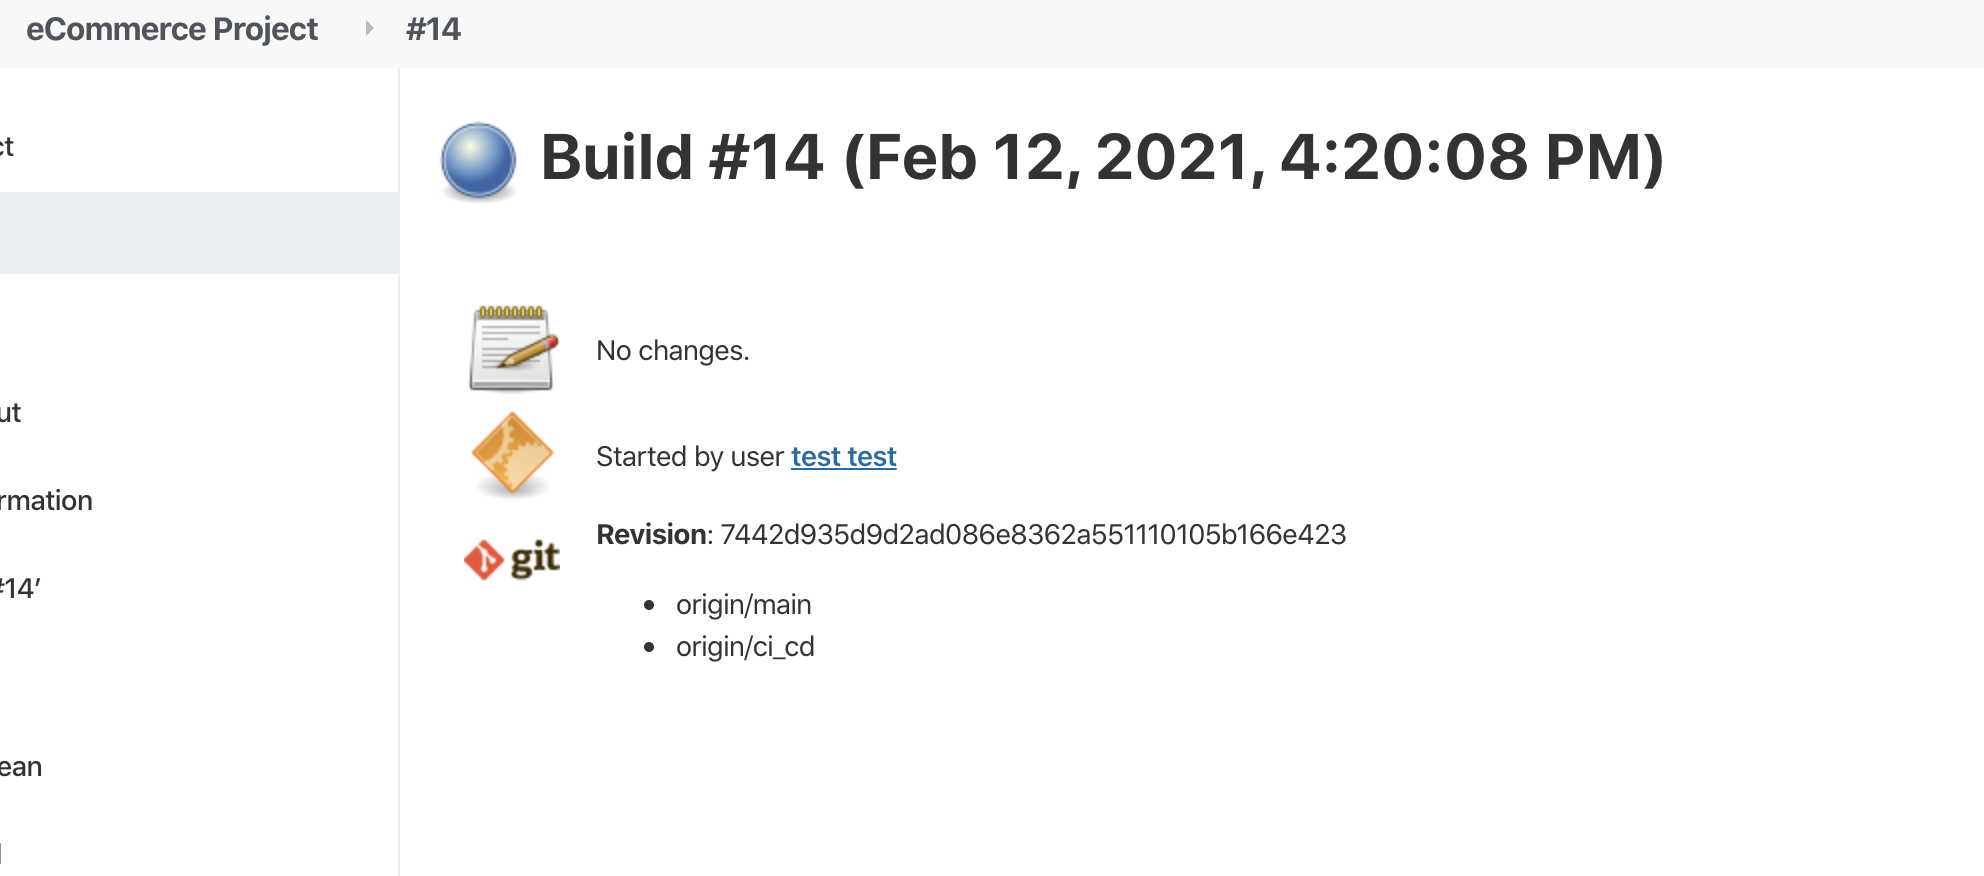 eCommerce Project #14
ct
Build #14 (Feb 12, 2021, 4:20:08 PM)
No changes.
ut
Started by user test test
rmation
Revision: 7442d935d9d2ad086e8362a551110105b166e423
git
#14’
origin/main
origin/ci_cd
ean